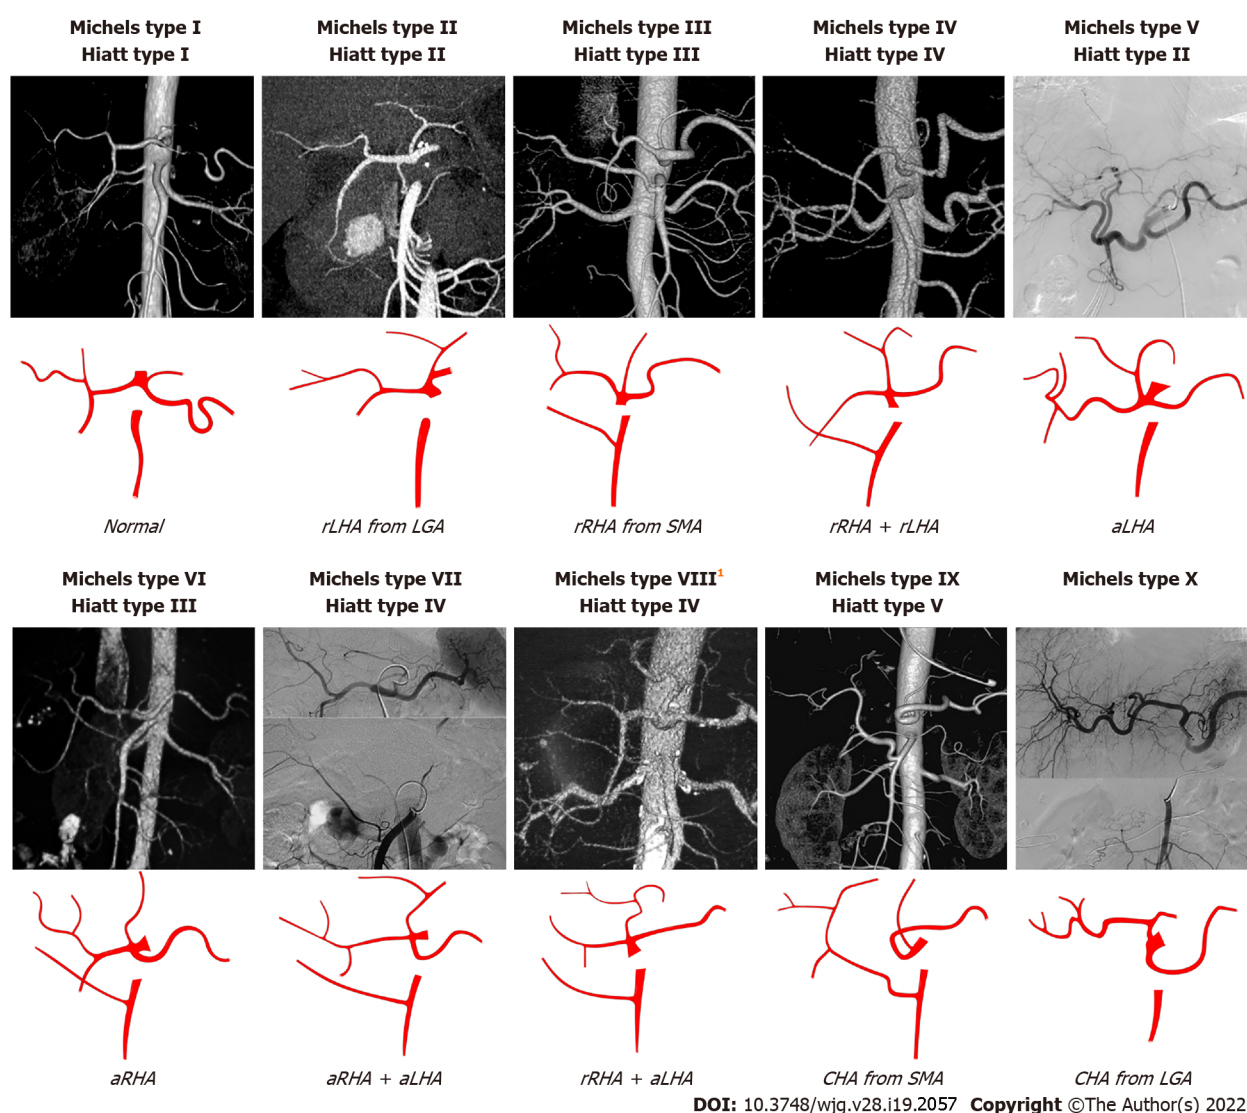 Michels type I
Hiatt type I
Michels type II
Hiatt type II
Michels type III
Hiatt type III
Michels type IV
Hiatt type IV
Michels type V
Hiatt type II
Normal
rLHA from LGA
rRHA from SMA
rRHA + rLHA
aLHA
Michels type VI
Hiatt type III
Michels type VII
Hiatt type IV
Michels type VIII1
Hiatt type IV
Michels type IX
Hiatt type V
Michels type X
aRHA
aRHA + aLHA
rRHA + aLHA
CHA from SMA
CHA from LGA
DOI: 10.3748/wjg.v28.i19.2057 Copyright ©The Author(s) 2022